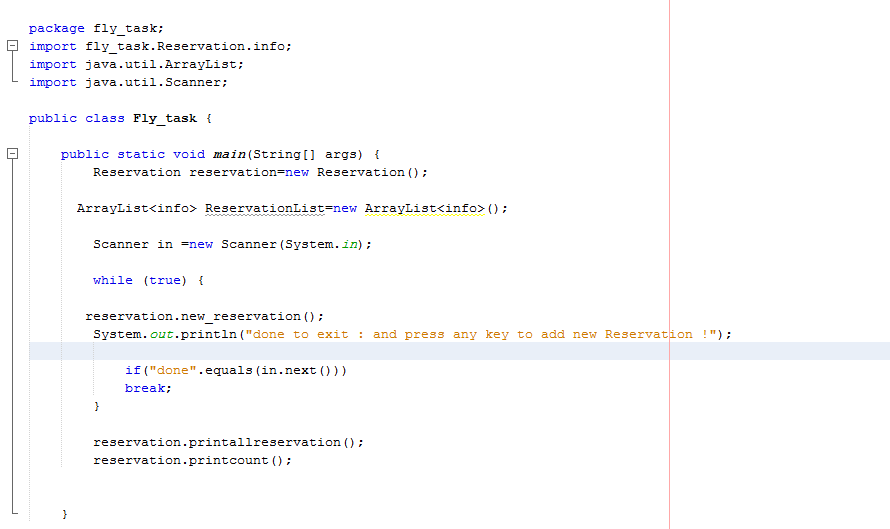 package fly_task;
import fly_task.Reservation.info;
import java.util.ArrayList;
import java.util.Scanner;
public class Fly_task {
public static void main(String[] args) {
Reservation reservation=new Reservation();
ArrayList<info> ReservationList=new ArrayList<info>();
Scanner in =new Scanner(System.in);
while (true) {
reservation.new_reservation();
System.out.println("done to exit : and press any key to add new Reservation !");
if("done".equals(in.next()))
break;
}
reservation.printallreservation();
reservation.printcount();
}